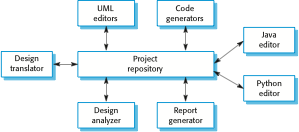 UML
editors
Code
generators
Java
editor
Design
translator
Project
repository
Python
editor
Design
analyzer
Report
generator